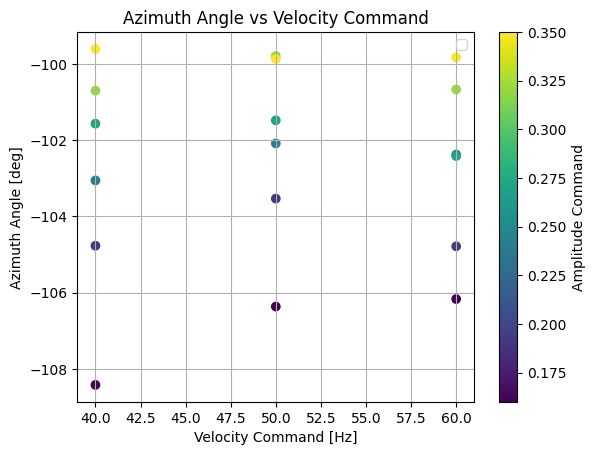 Azimuth Angle vs Velocity Command
Azimuth Angle [deg]
−100
−102
−104
−106
−108
40.0 42.5 45.0 47.5 50.0 52.5 55.0 57.5 60.0
Velocity Command [Hz]
0.350
0.325
0.300
0.275
0.250
0.225
0.200
0.175
Amplitude Command